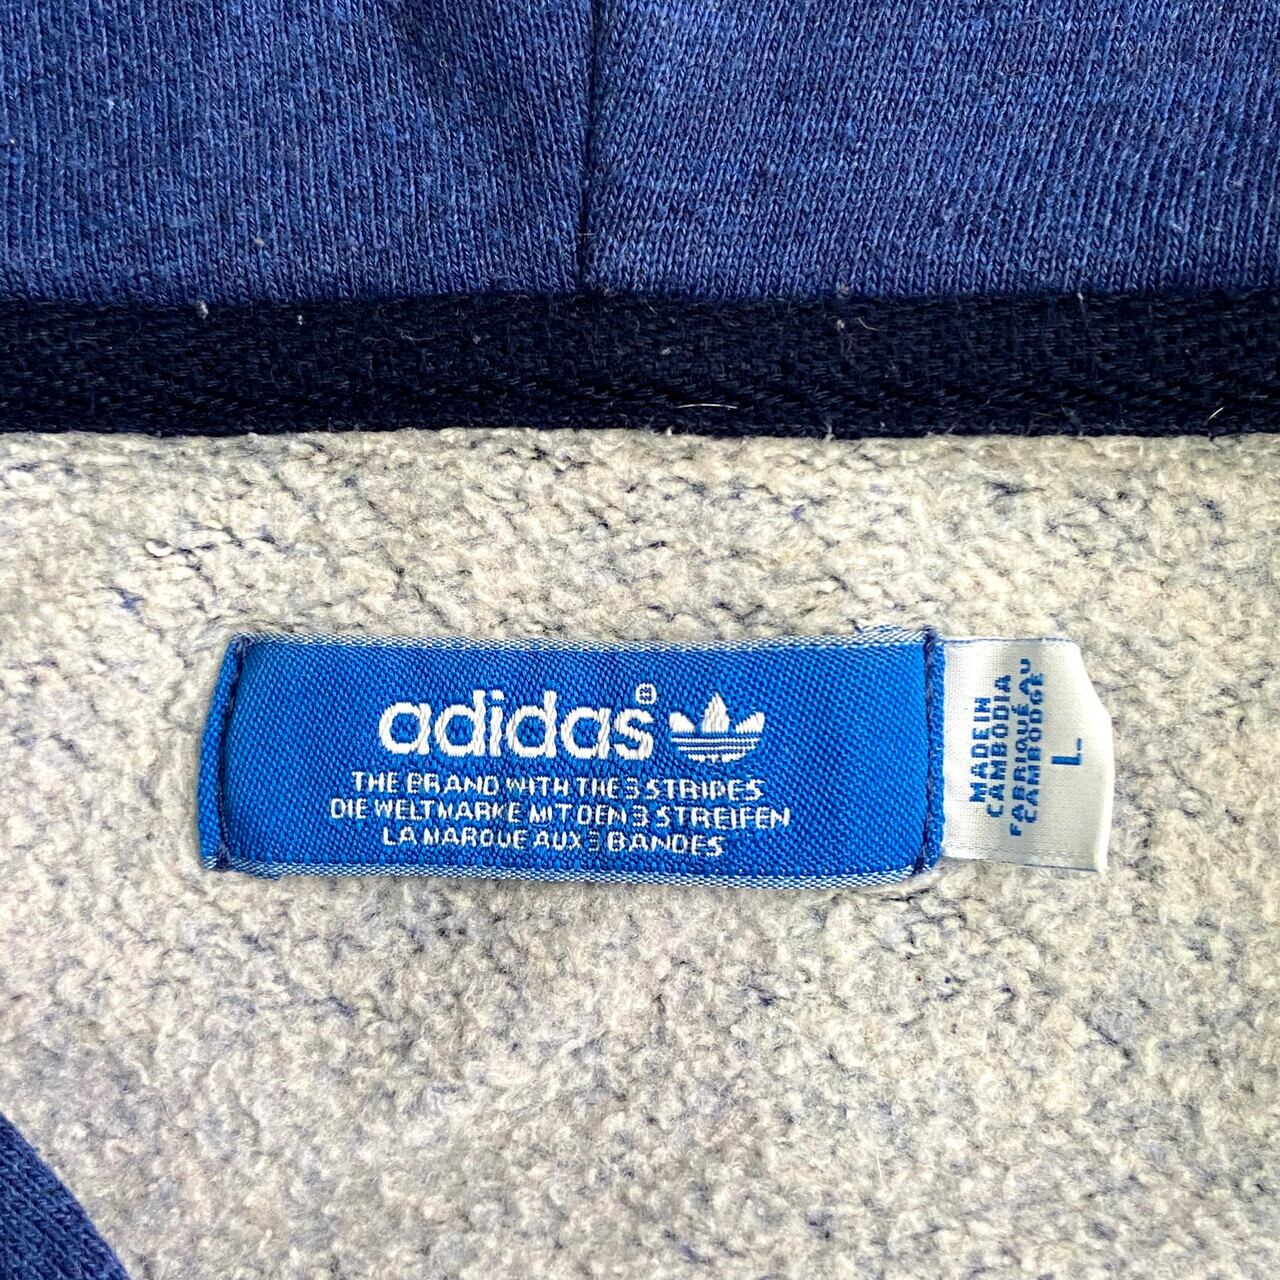 adidas®
THE BRAND WITH THE 3 STRIPES
DIE WELTMARKE MIT DEN 3 STREIFEN
LA MARQUE AUX 3 BANDES
MADE IN
CAMBODIA
FABRIQUÉ AU
CAMBODGE
L